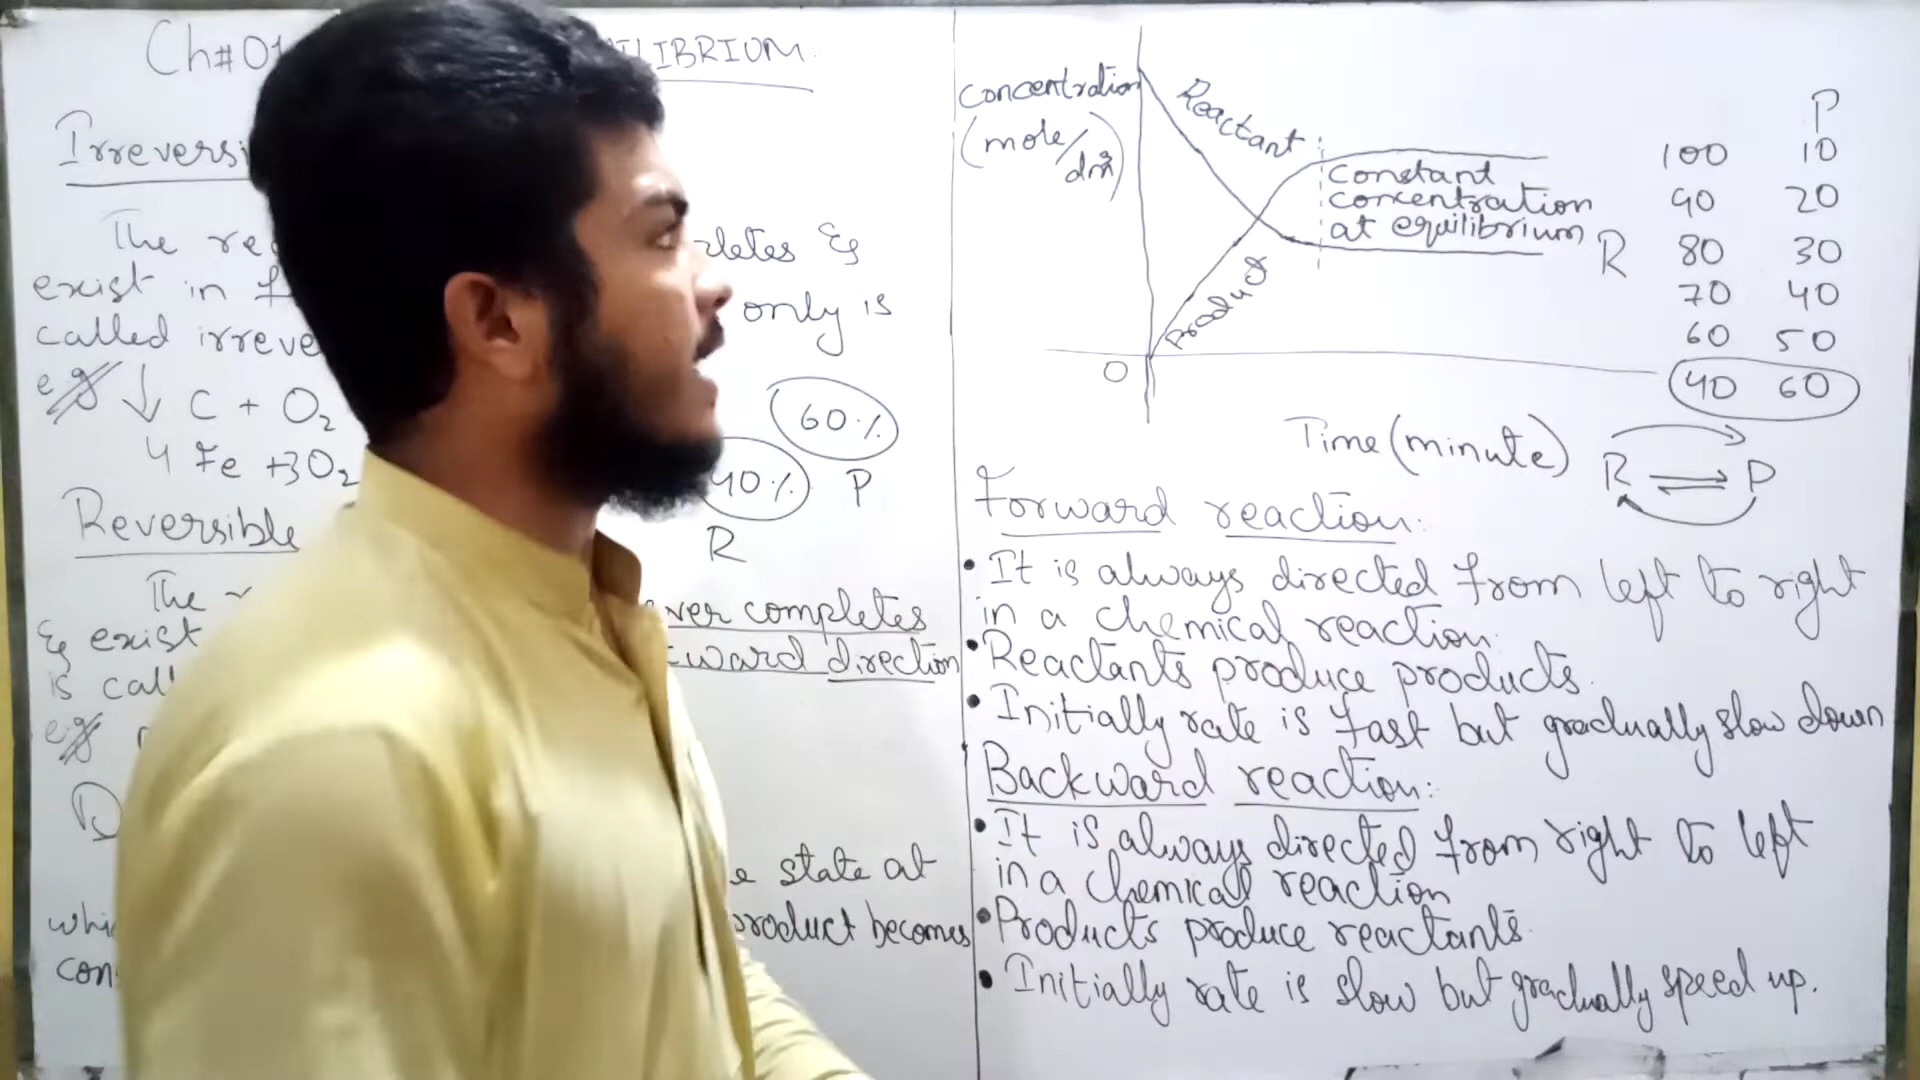 Ch#01 ILIBRIUM
Irreversi
The rea letes &
exist in f only is
called irreve
e.g ↓ C + O2
4 Fe + 3O2
60% P
40% R
Reversible
The ver completes
& exist ward direction
is call
e.g
D
e state at
whi product becomes
con
Concentration
(mole/dm3)
Reactant
Product
Constant
concentration
at equilibrium
0
Time (minute)
P
100 10
90 20
R 80 30
70 40
60 50
40 60
R ⇌ P
Forward reaction:
• It is always directed from left to right
in a chemical reaction.
• Reactants produce products.
• Initially rate is fast but gradually slow down
Backward reaction:
• It is always directed from right to left
in a chemical reaction
• Products produce reactants.
• Initially rate is slow but gradually speed up.